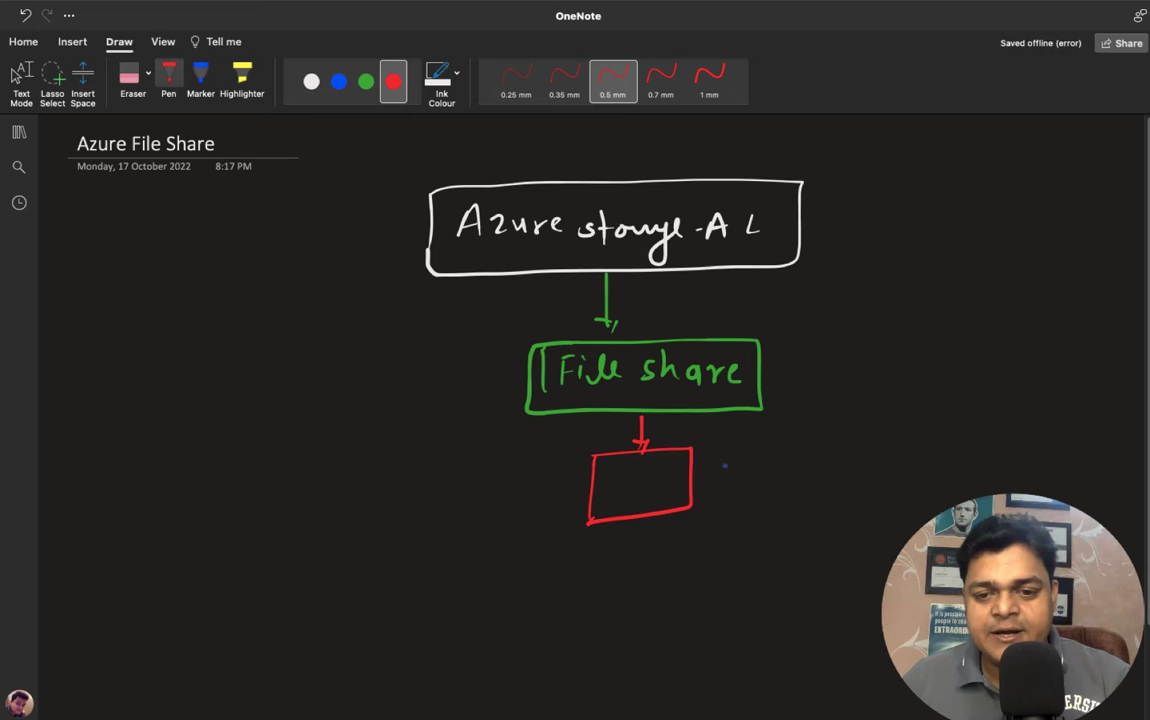 OneNote
Home Insert Draw View Tell me
Saved offline (error) Share
Text Mode
Lasso Select
Insert Space
Eraser
Pen
Marker
Highlighter
Ink Colour
0.25 mm 0.35 mm 0.5 mm 0.7 mm 1 mm
Azure File Share
Monday, 17 October 2022 8:17 PM
Azure
File share
EXTRAORD